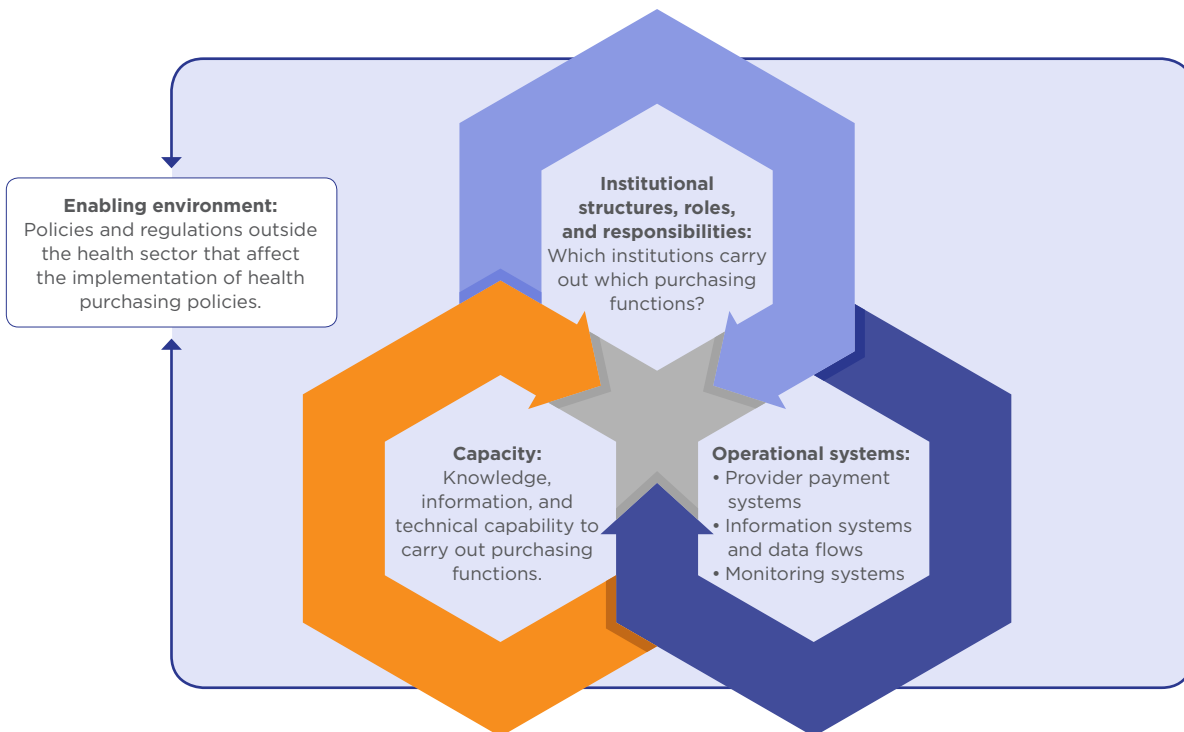 Enabling environment:
Policies and regulations outside
the health sector that affect
the implementation of health
purchasing policies.
Institutional
structures, roles,
and responsibilities:
Which institutions carry
out which purchasing
functions?
Capacity:
Knowledge,
information, and
technical capability to
carry out purchasing
functions.
Operational systems:
• Provider payment
systems
• Information systems
and data flows
• Monitoring systems